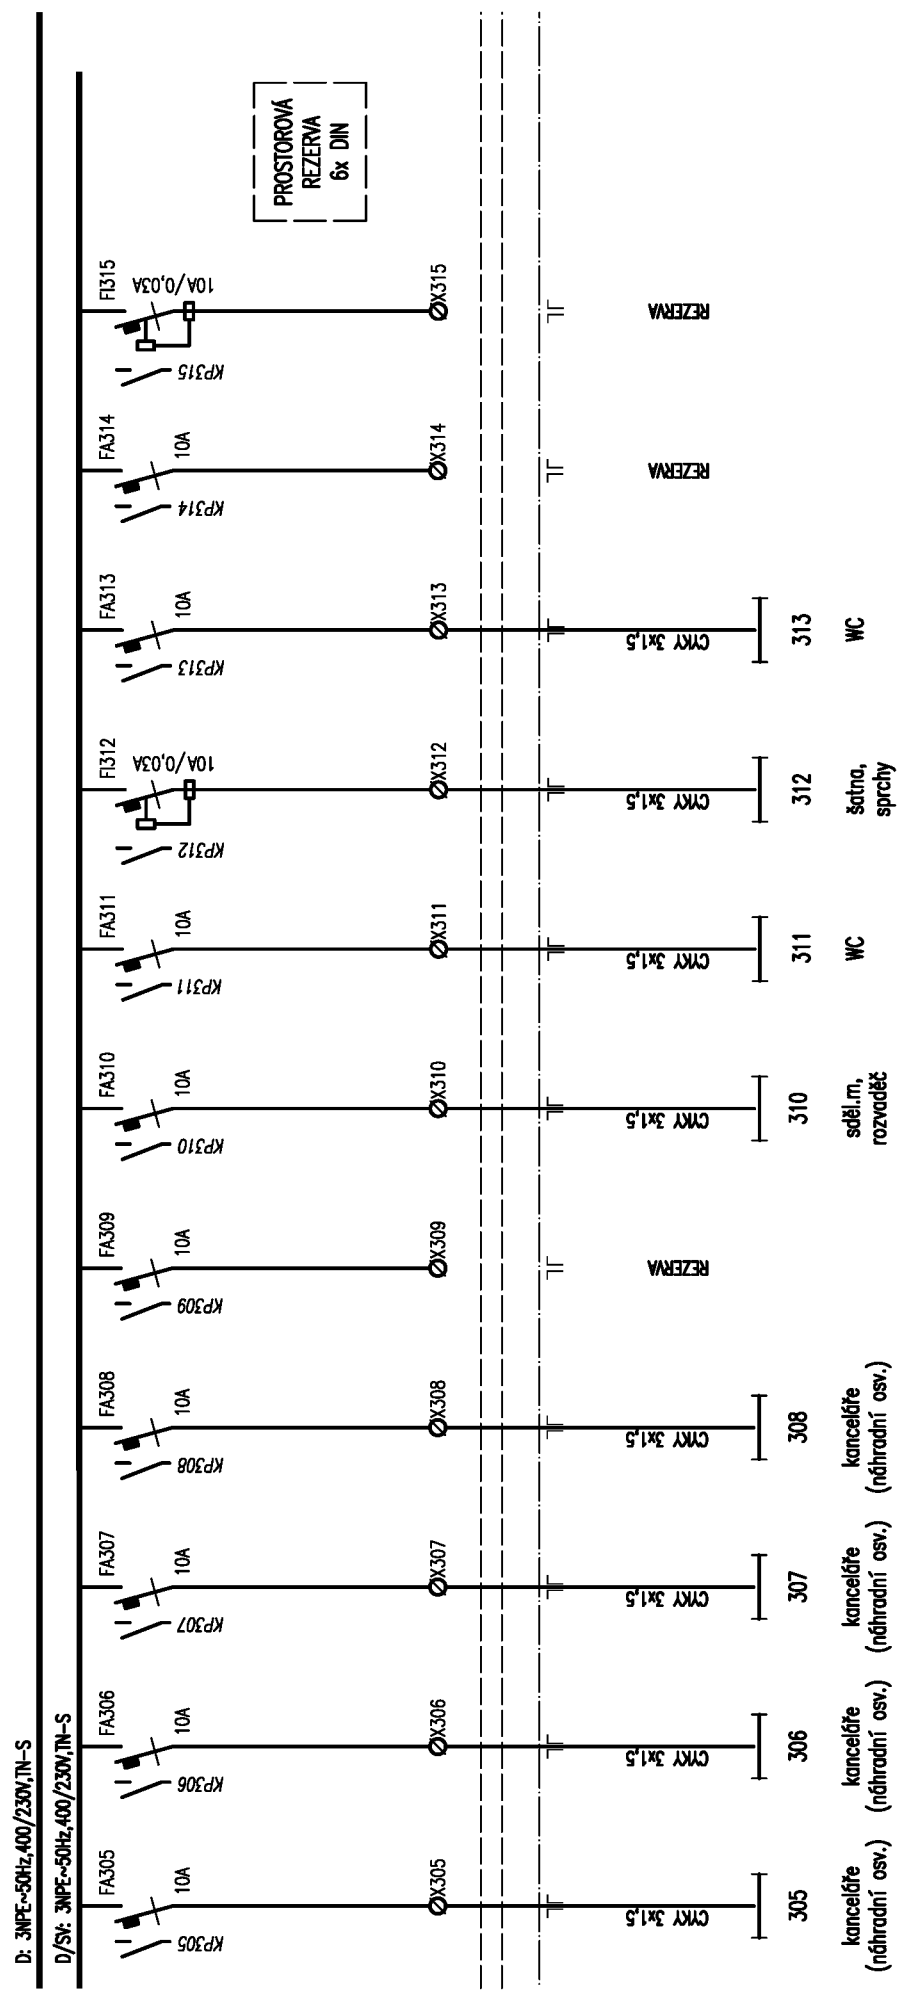 D: 3NPE~50Hz,400/230V,TN-S
D/SV: 3NPE~50Hz,400/230V,TN-S
FA305
10A
KP305
X305
CYKY 3x1,5
305
kanceláře
(náhradní osv.)
FA306
10A
KP306
X306
CYKY 3x1,5
306
kanceláře
(náhradní osv.)
FA307
10A
KP307
X307
CYKY 3x1,5
307
kanceláře
(náhradní osv.)
FA308
10A
KP308
X308
CYKY 3x1,5
308
kanceláře
(náhradní osv.)
FA309
10A
KP309
X309
REZERVA
FA310
10A
KP310
X310
CYKY 3x1,5
310
sděl.m,
rozvaděč
FA311
10A
KP311
X311
CYKY 3x1,5
311
WC
FI312
10A/0,03A
KP312
X312
CYKY 3x1,5
312
šatna,
sprchy
FA313
10A
KP313
X313
CYKY 3x1,5
313
WC
FA314
10A
KP314
X314
REZERVA
FI315
10A/0,03A
KP315
X315
REZERVA
PROSTOROVÁ
REZERVA
6x DIN